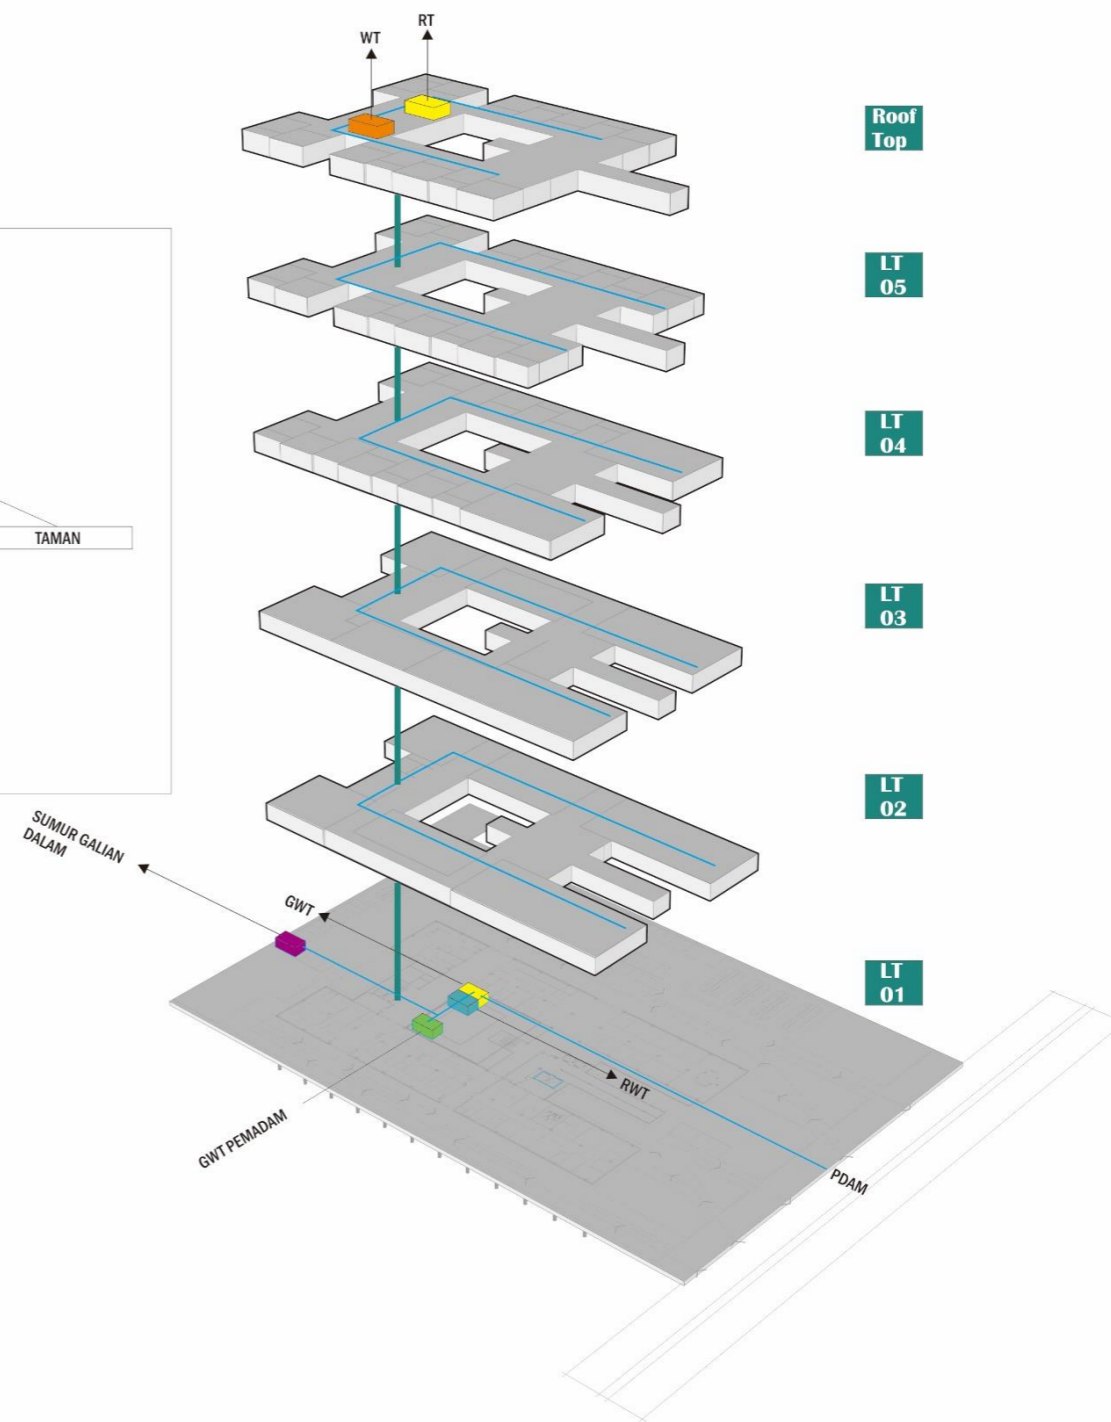 RT
WT
Roof
Top
LT
05
LT
04
TAMAN
LT
03
LT
02
SUMUR GALIAN
DALAM
GWT
LT
01
RWT
GWT PEMADAM
PDAM